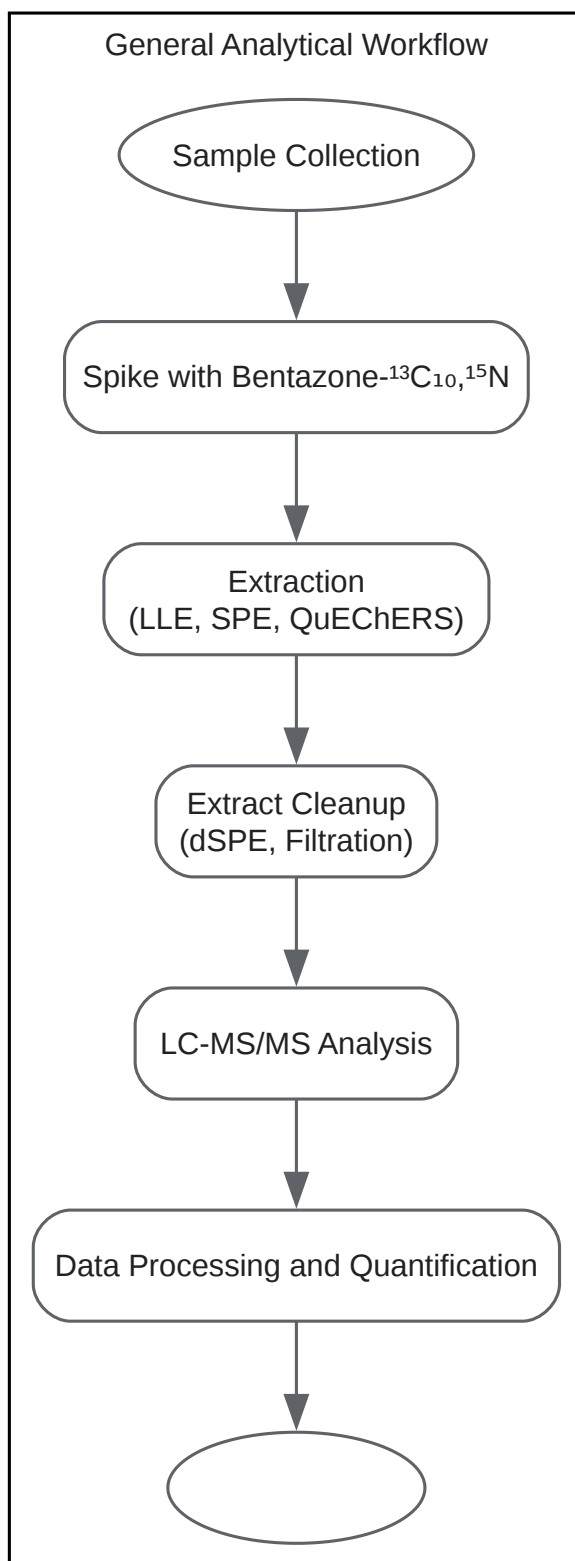 General Analytical Workflow
Sample Collection
Spike with Bentazone-¹³C₁₀,¹⁵N
Extraction
(LLE, SPE, QuEChERS)
Extract Cleanup
(dSPE, Filtration)
LC-MS/MS Analysis
Data Processing and Quantification